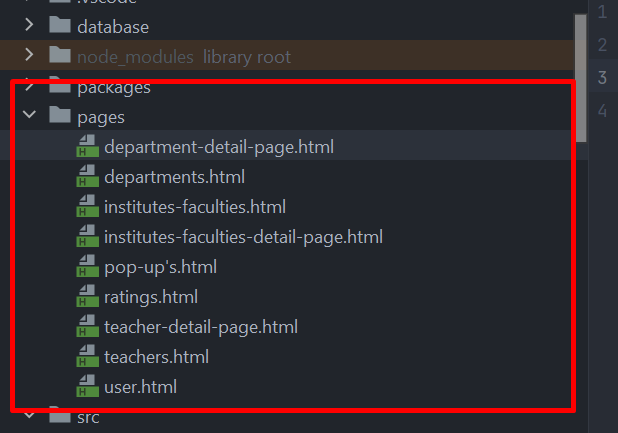 .vscode
1
database
2
node_modules library root
3
packages
4
pages
department-detail-page.html
departments.html
institutes-faculties.html
institutes-faculties-detail-page.html
pop-up's.html
ratings.html
teacher-detail-page.html
teachers.html
user.html
src